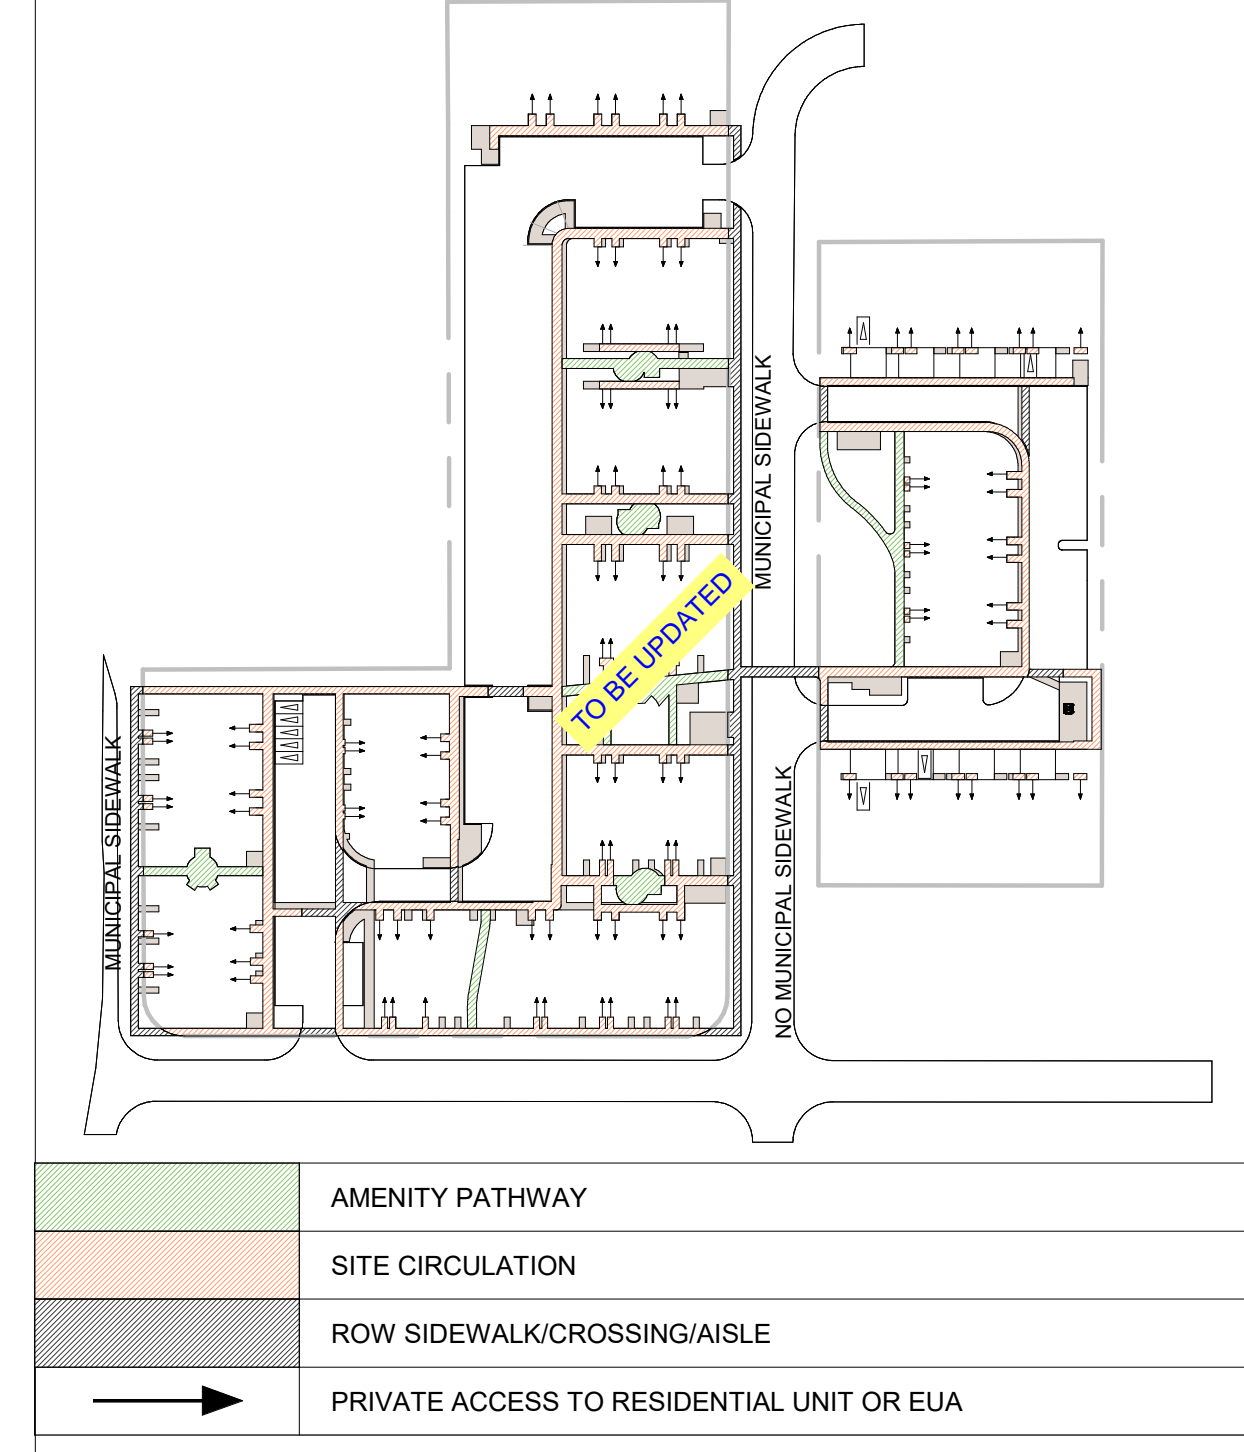 MUNICIPAL SIDEWALK
TO BE UPDATED
MUNICIPAL SIDEWALK
NO MUNICIPAL SIDEWALK
AMENITY PATHWAY
SITE CIRCULATION
ROW SIDEWALK/CROSSING/AISLE
PRIVATE ACCESS TO RESIDENTIAL UNIT OR EUA